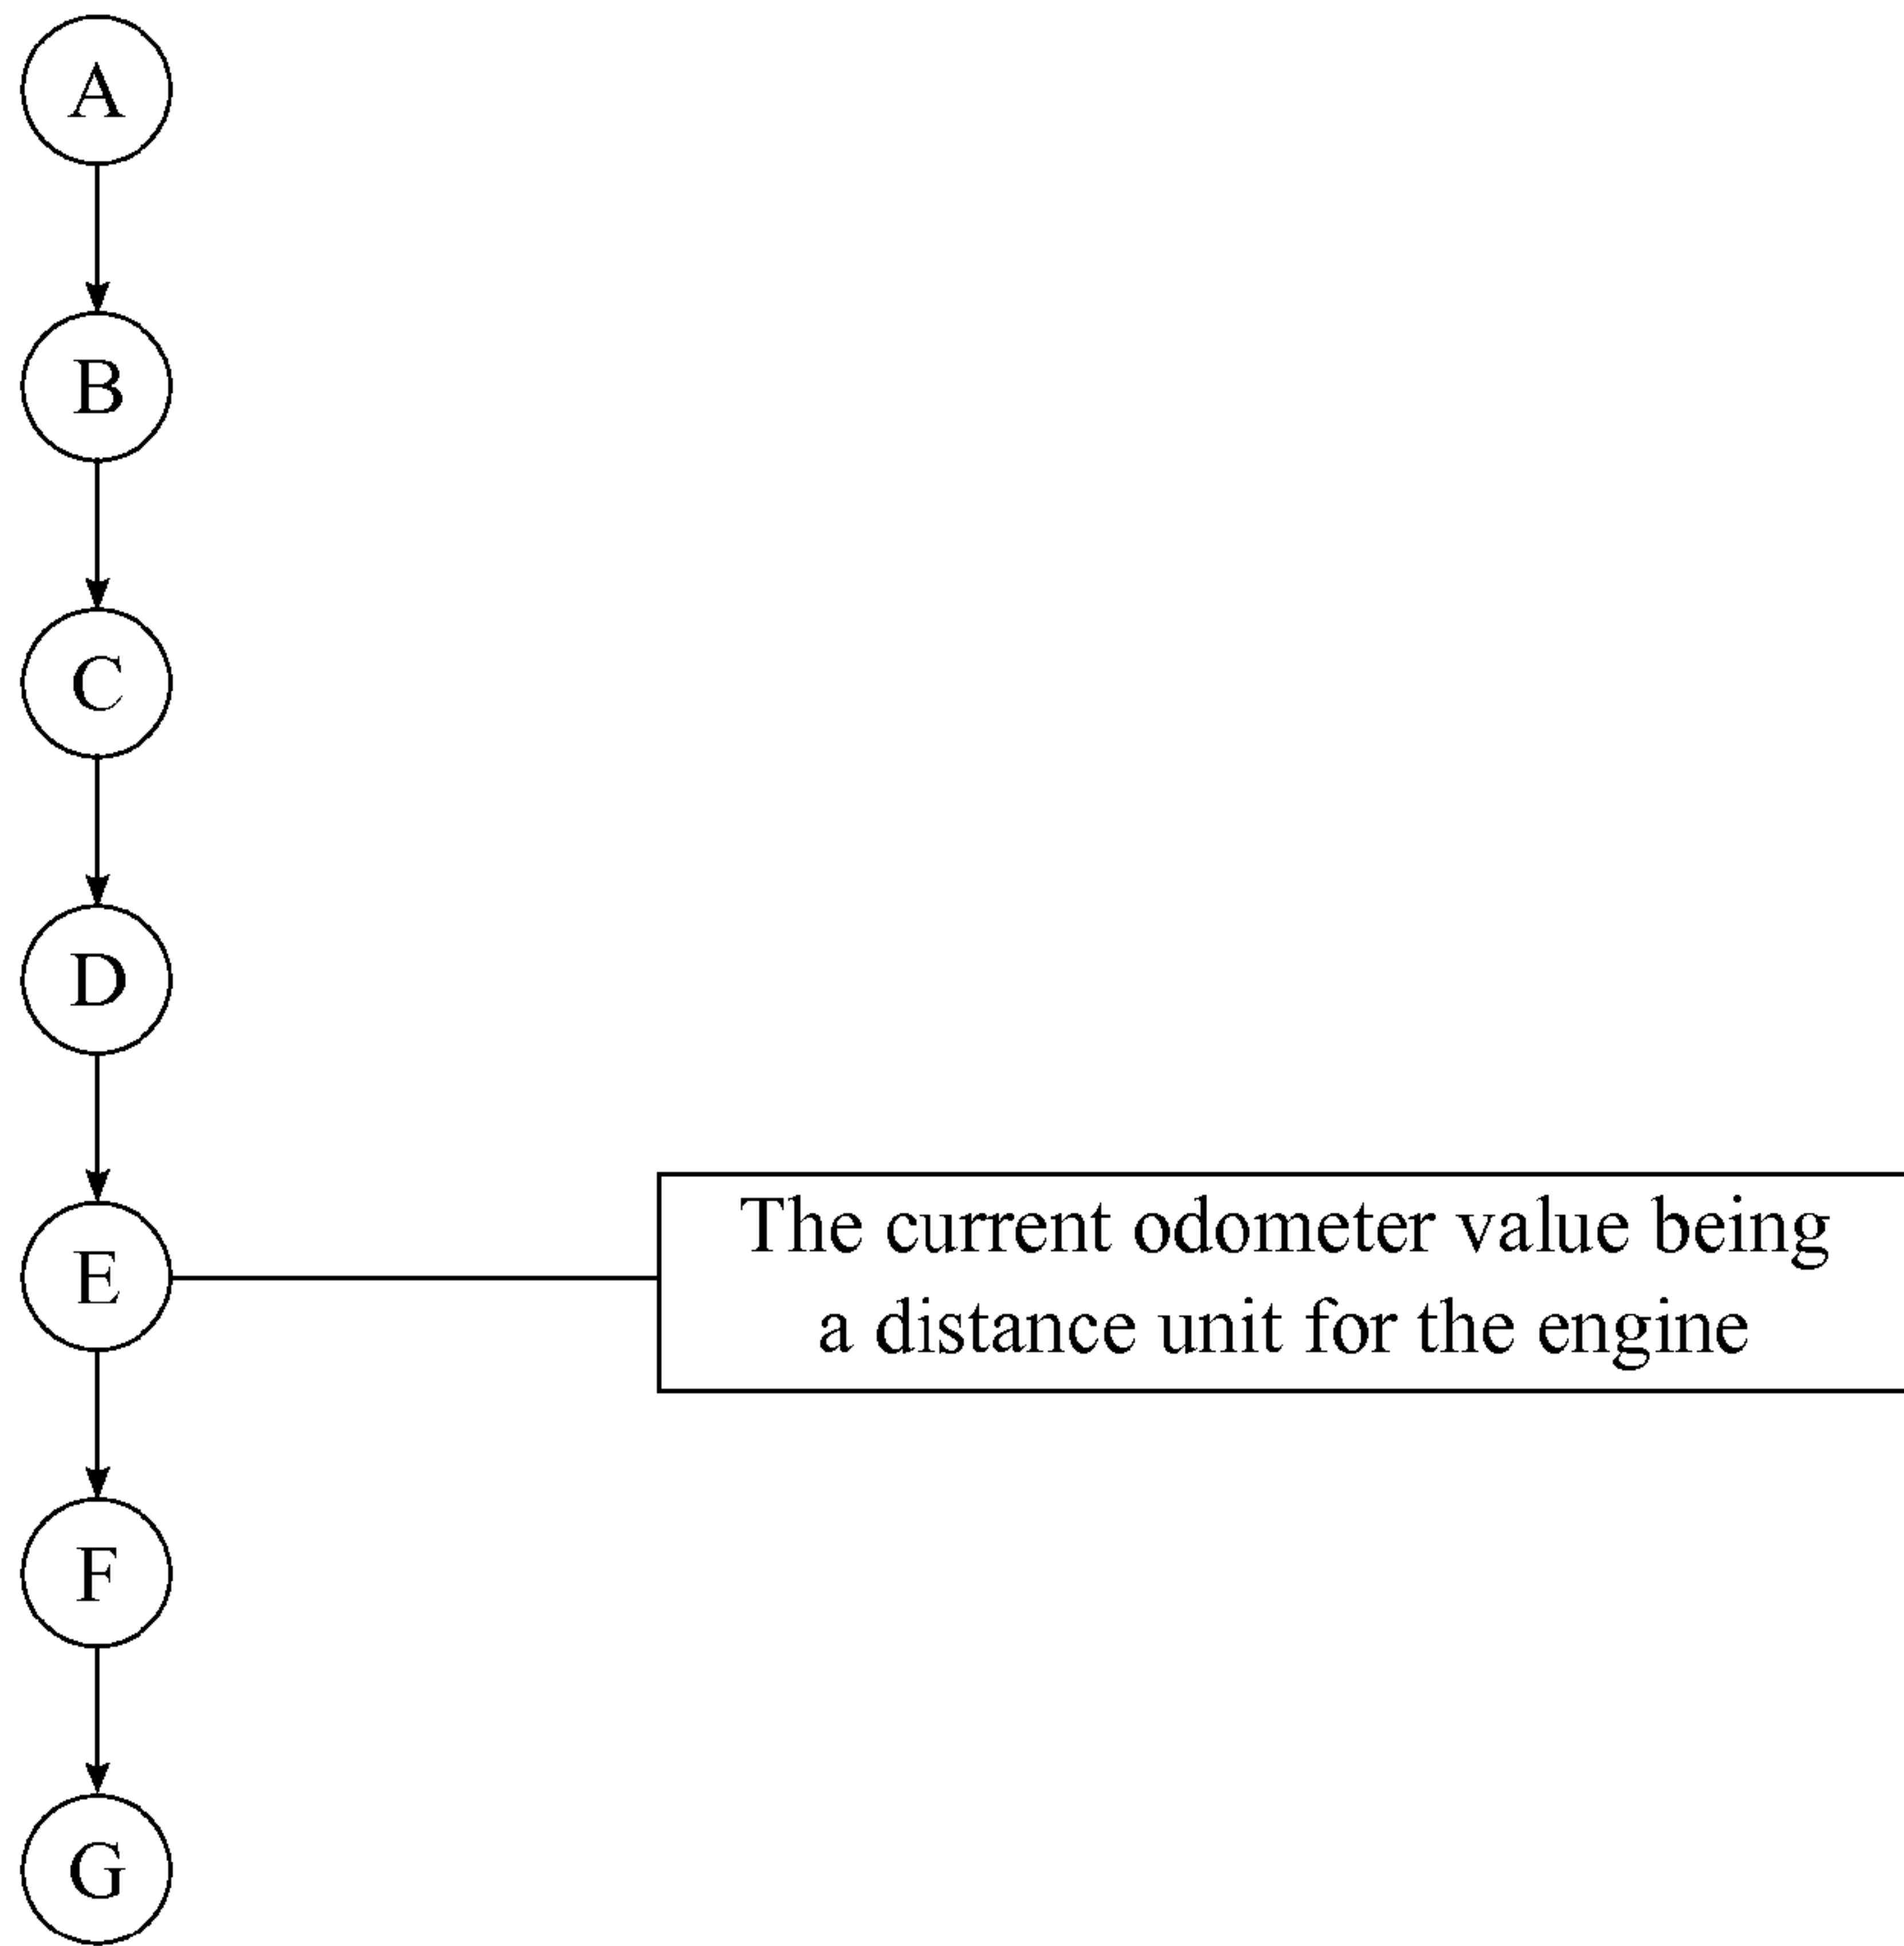 A
B
C
D
E
The current odometer value being
a distance unit for the engine
F
G